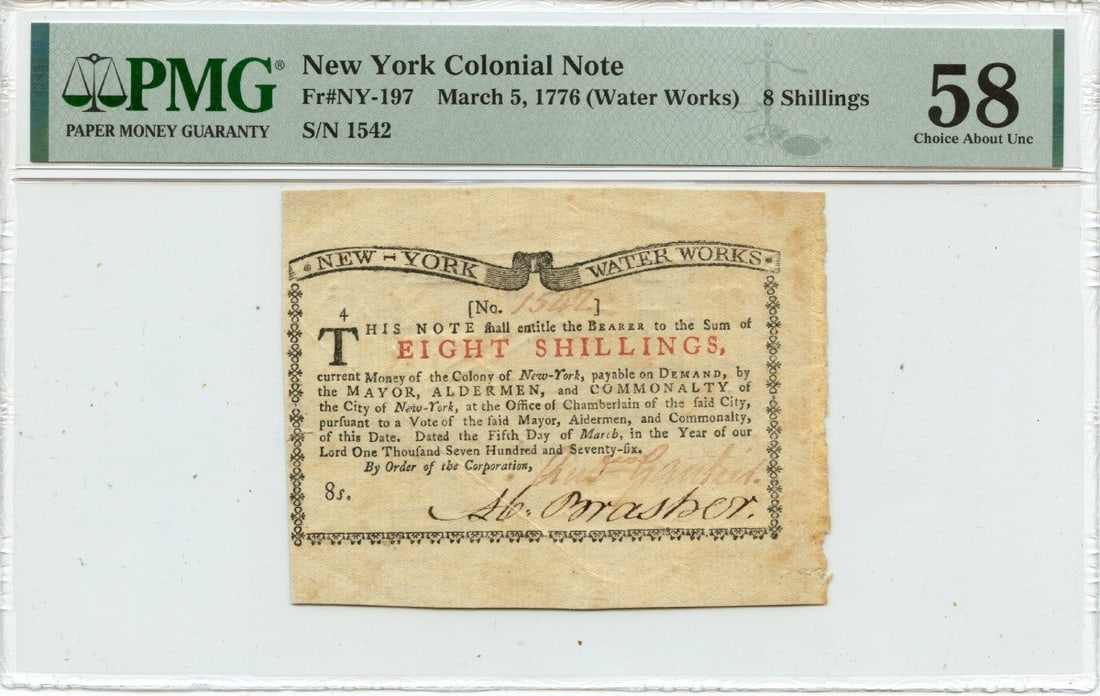 PMG®
PAPER MONEY GUARANTY
New York Colonial Note
Fr#NY-197 March 5, 1776 (Water Works) 8 Shillings
S/N 1542
58
Choice About Unc
NEW-YORK WATER WORKS
[No. 1542]
4
THIS NOTE ſhall entitle the BEARER to the Sum of
EIGHT SHILLINGS,
current Money of the Colony of New-York, payable on DEMAND, by
the MAYOR, ALDERMEN, and COMMONALTY of
the City of New-York, at the Office of Chamberlain of the ſaid City,
purſuant to a Vote of the ſaid Mayor, Aldermen, and Commonalty,
of this Date. Dated the Fifth Day of March, in the Year of our
Lord One Thouſand Seven Hundred and Seventy-ſix.
By Order of the Corporation,
8s.
Ab: Brasher.